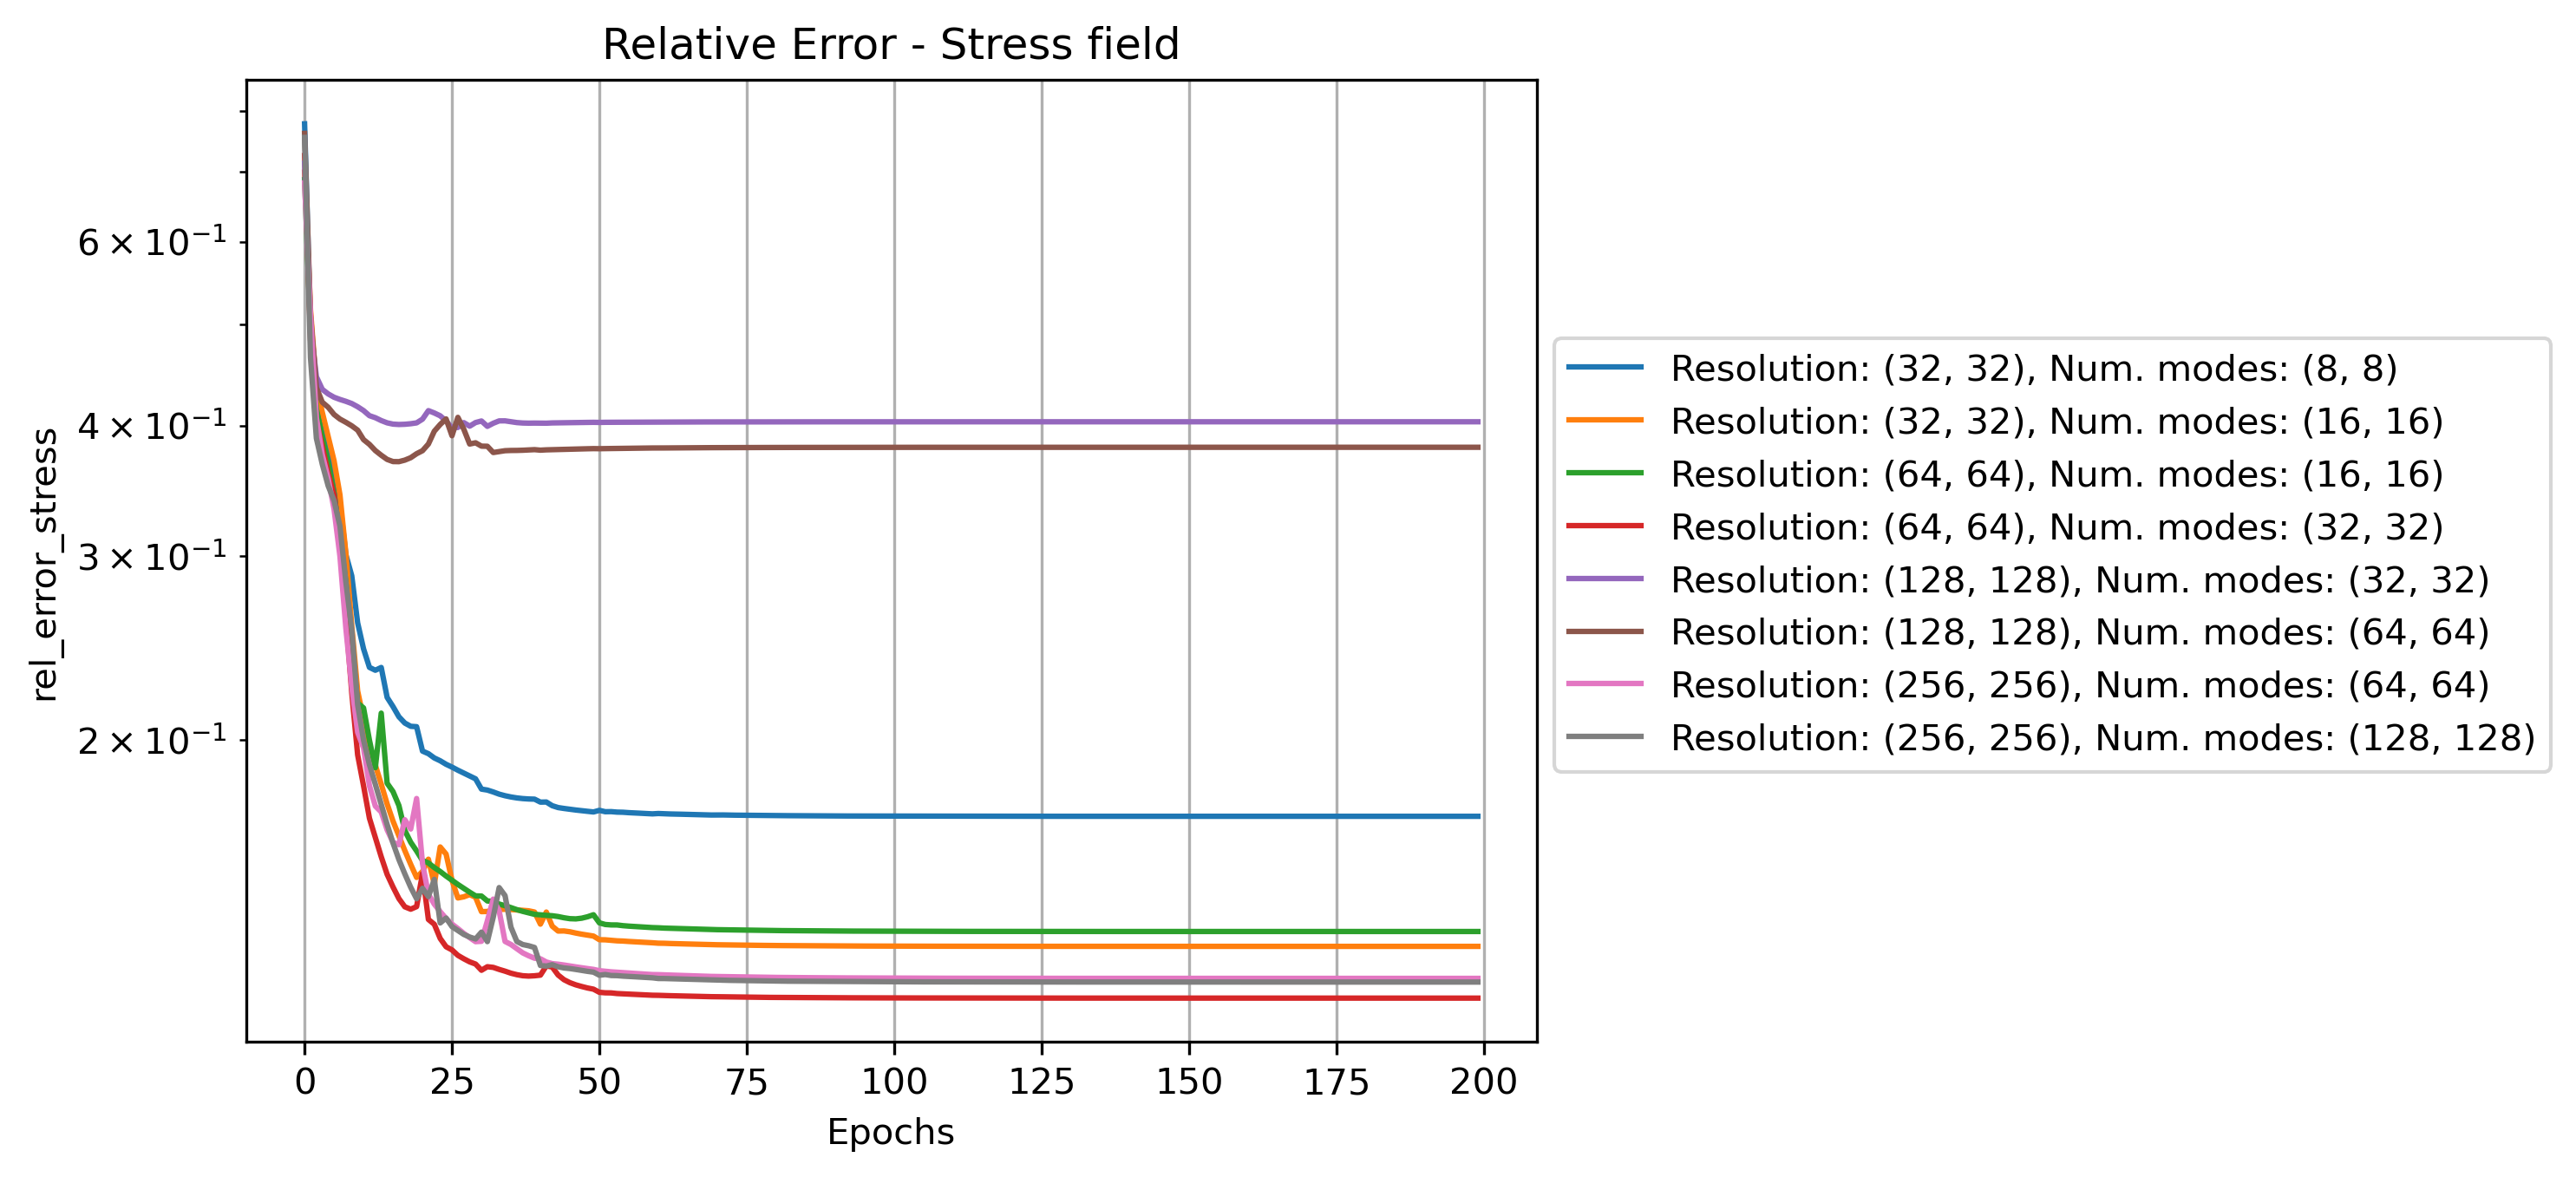 Relative Error - Stress field
rel_error_stress
6 × 10⁻¹
4 × 10⁻¹
3 × 10⁻¹
2 × 10⁻¹
0 25 50 75 100 125 150 175 200
Epochs
Resolution: (32, 32), Num. modes: (8, 8)
Resolution: (32, 32), Num. modes: (16, 16)
Resolution: (64, 64), Num. modes: (16, 16)
Resolution: (64, 64), Num. modes: (32, 32)
Resolution: (128, 128), Num. modes: (32, 32)
Resolution: (128, 128), Num. modes: (64, 64)
Resolution: (256, 256), Num. modes: (64, 64)
Resolution: (256, 256), Num. modes: (128, 128)